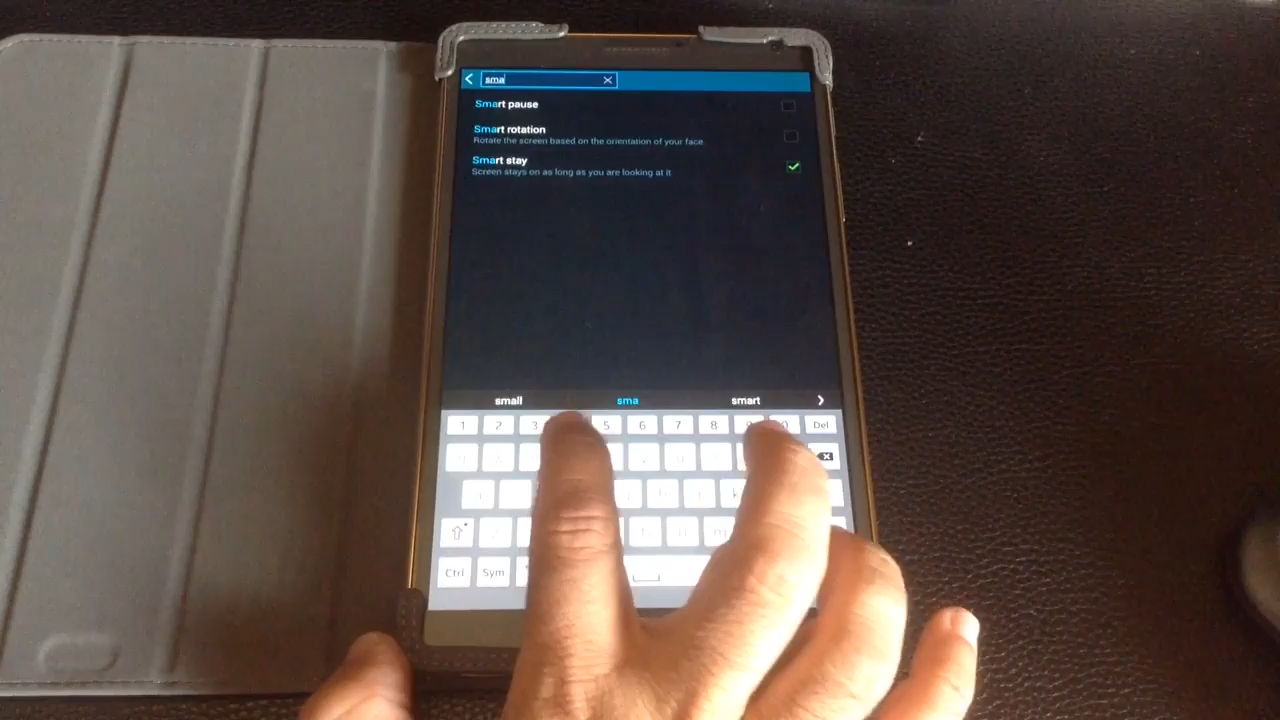 sma
Smart pause
Smart rotation
Rotate the screen based on the orientation of your face.
Smart stay
Screen stays on as long as you are looking at it
small sma smart
1 2 3 5 6 7 8 9 0 Del
k
m
Ctrl Sym